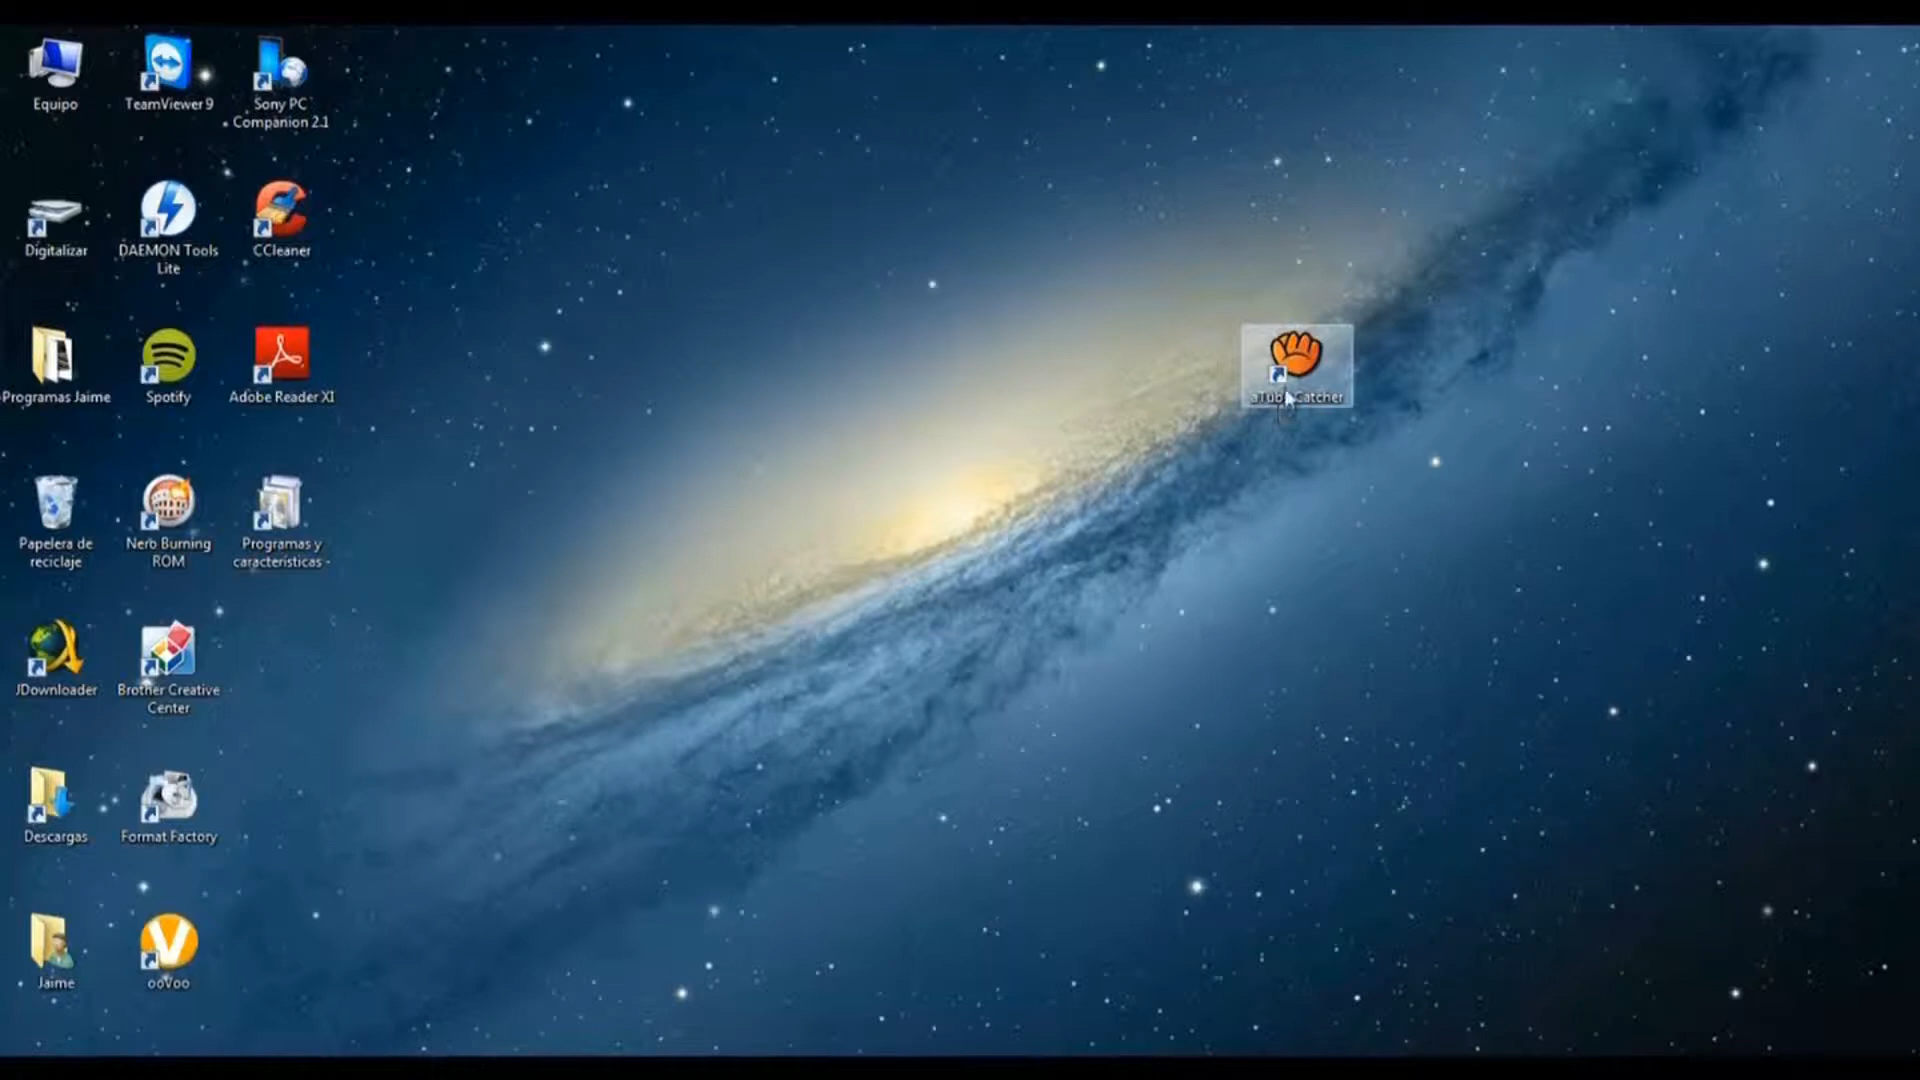 Equipo
TeamViewer 9
Sony PC
Companion 2.1
Digitalizar
DAEMON Tools
Lite
CCleaner
Programas Jaime
Spotify
Adobe Reader XI
aTube Catcher
Papelera de
reciclaje
Nero Burning
ROM
Programas y
características -
JDownloader
Brother Creative
Center
Descargas
Format Factory
Jaime
ooVoo